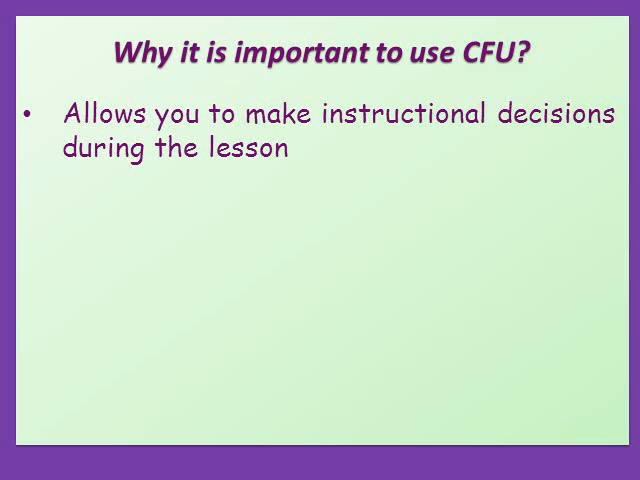 Why it is important to use CFU?
• Allows you to make instructional decisions
during the lesson